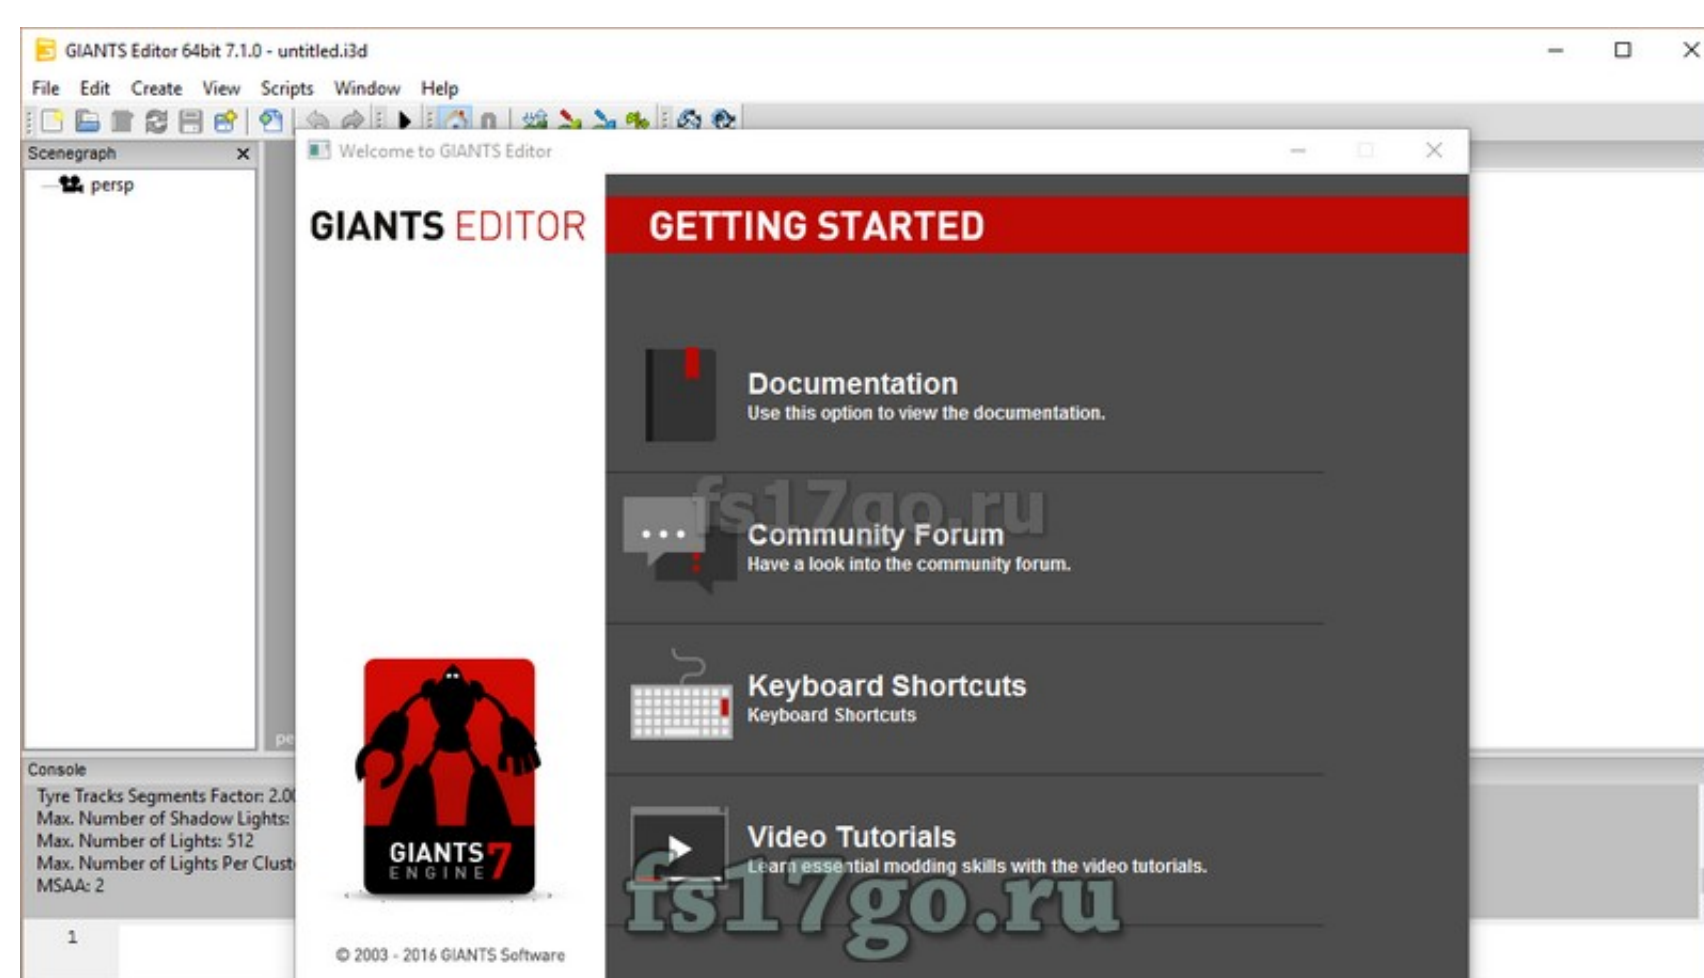 GIANTS Editor 64bit 7.1.0 - untitled.i3d
File Edit Create View Scripts Window Help
Scenegraph
persp
Welcome to GIANTS Editor
GIANTS EDITOR
GETTING STARTED
Documentation
Use this option to view the documentation.
fs17go.ru
Community Forum
Have a look into the community forum.
Keyboard Shortcuts
Keyboard Shortcuts
Video Tutorials
Learn essential modding skills with the video tutorials.
fs17go.ru
GIANTS 7
ENGINE
© 2003 - 2016 GIANTS Software
Console
Tyre Tracks Segments Factor: 2.00
Max. Number of Shadow Lights:
Max. Number of Lights: 512
Max. Number of Lights Per
MSAA: 2
1